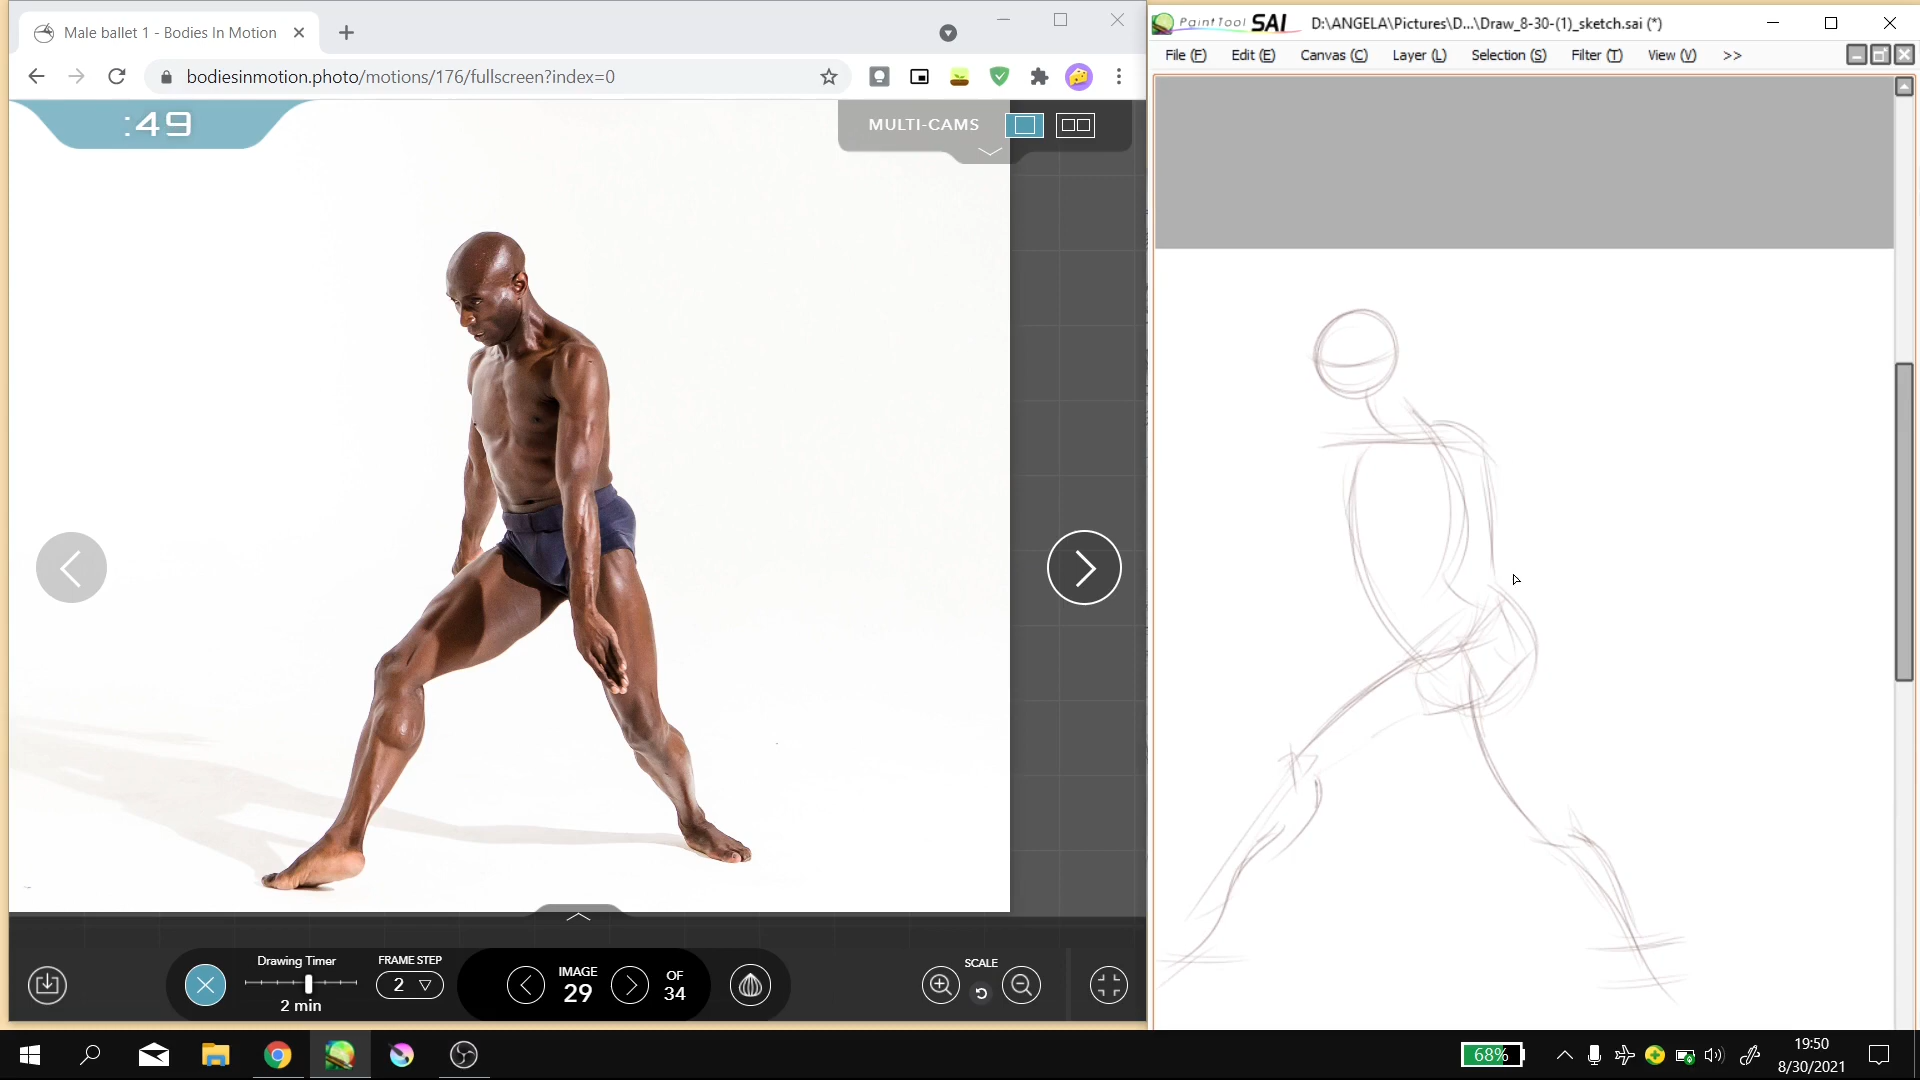 Male ballet 1 - Bodies In Motion
bodiesinmotion.photo/motions/176/fullscreen?index=0
:49
MULTI-CAMS
Drawing Timer
2 min
FRAME STEP
2
IMAGE
29
OF
34
SCALE
PaintTool SAI D:\ANGELA\Pictures\D...\Draw_8-30-(1)_sketch.sai (*)
File (F) Edit (E) Canvas (C) Layer (L) Selection (S) Filter (T) View (V) >>
68%
19:50
8/30/2021